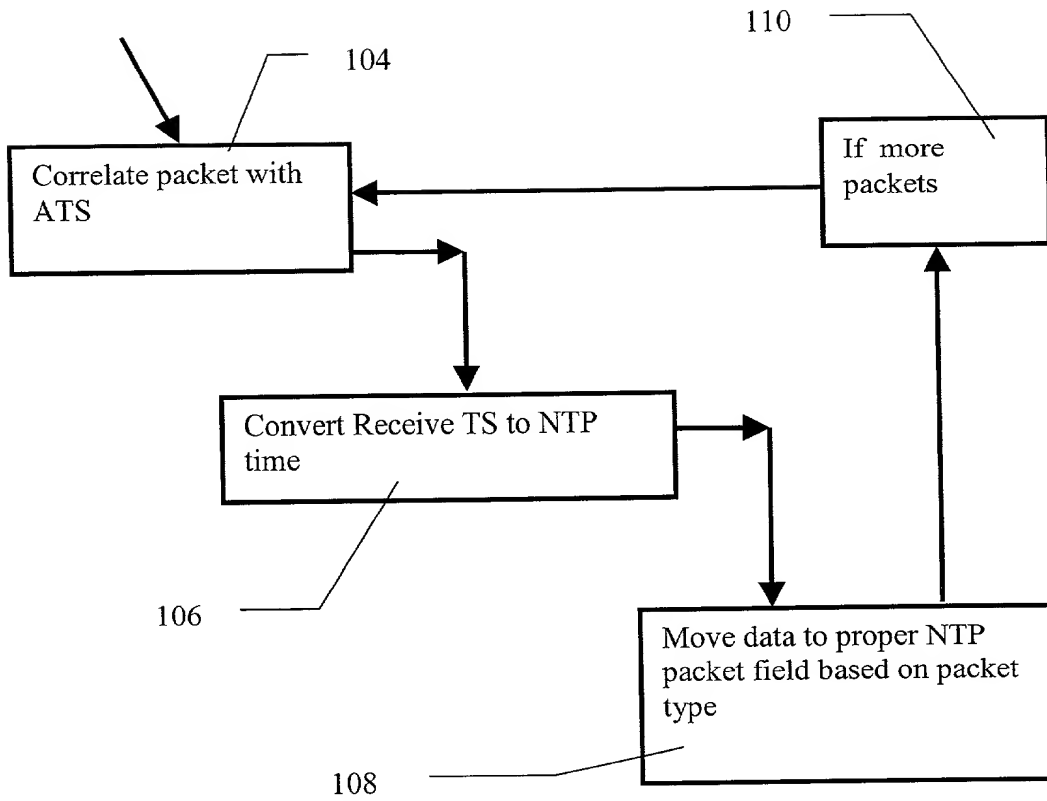 110
104
If more
packets
Correlate packet with
ATS
Convert Receive TS to NTP
time
106
Move data to proper NTP
packet field based on packet
type
108